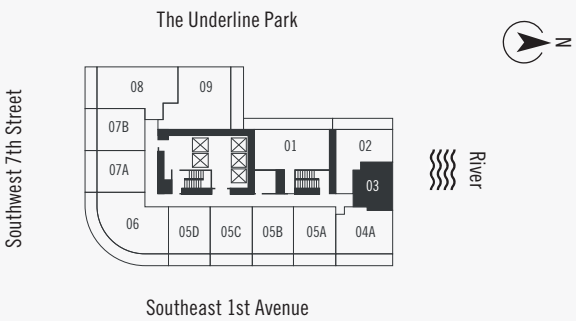 The Underline Park
N
Southwest 7th Street
08
09
07B
01
02
07A
03
River
06
05D
05C
05B
05A
04A
Southeast 1st Avenue